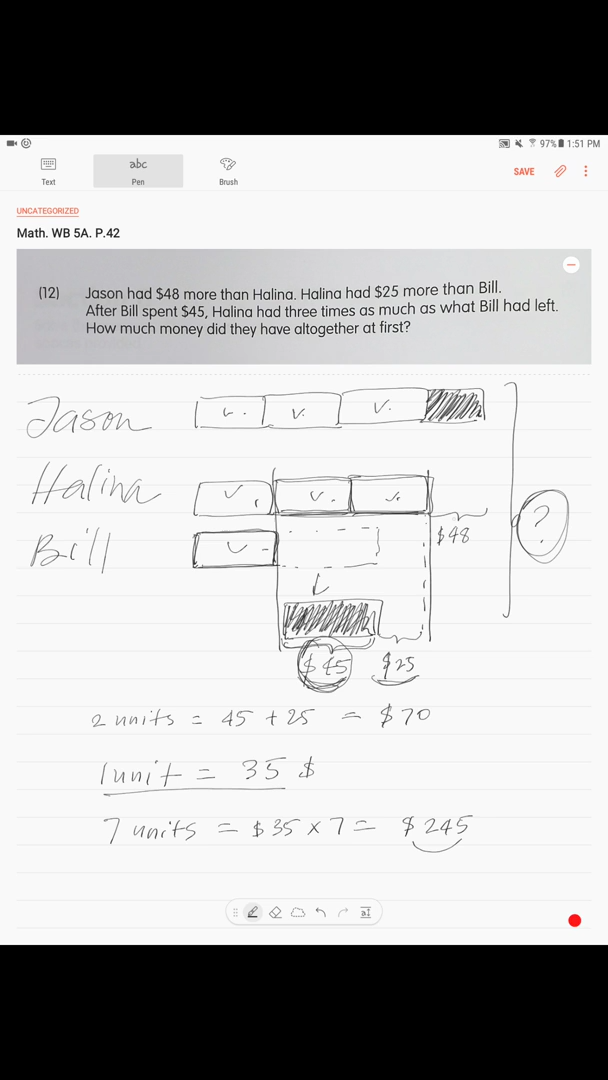 97% 1:51 PM
abc
Text Pen Brush SAVE
UNCATEGORIZED
Math. WB 5A. P.42
(12) Jason had $48 more than Halina. Halina had $25 more than Bill.
After Bill spent $45, Halina had three times as much as what Bill had left.
How much money did they have altogether at first?
Jason
Halina
?
Bill
$48
$45 $25
2 units = 45 + 25 = $70
1 unit = 35 $
7 units = $35 x 7 = $245
aI